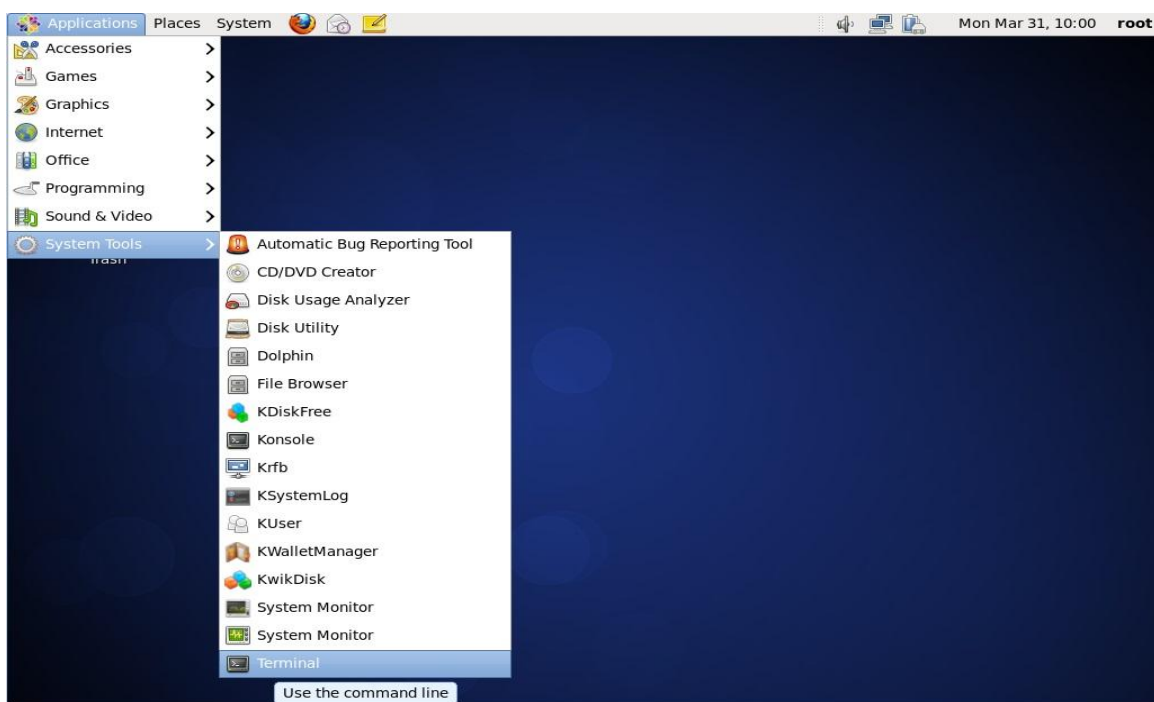 Applications Places System Mon Mar 31, 10:00 root
Accessories
Games
Graphics
Internet
Office
Programming
Sound & Video
System Tools
Trash
Automatic Bug Reporting Tool
CD/DVD Creator
Disk Usage Analyzer
Disk Utility
Dolphin
File Browser
KDiskFree
Konsole
Krfb
KSystemLog
KUser
KWalletManager
KwikDisk
System Monitor
System Monitor
Terminal
Use the command line